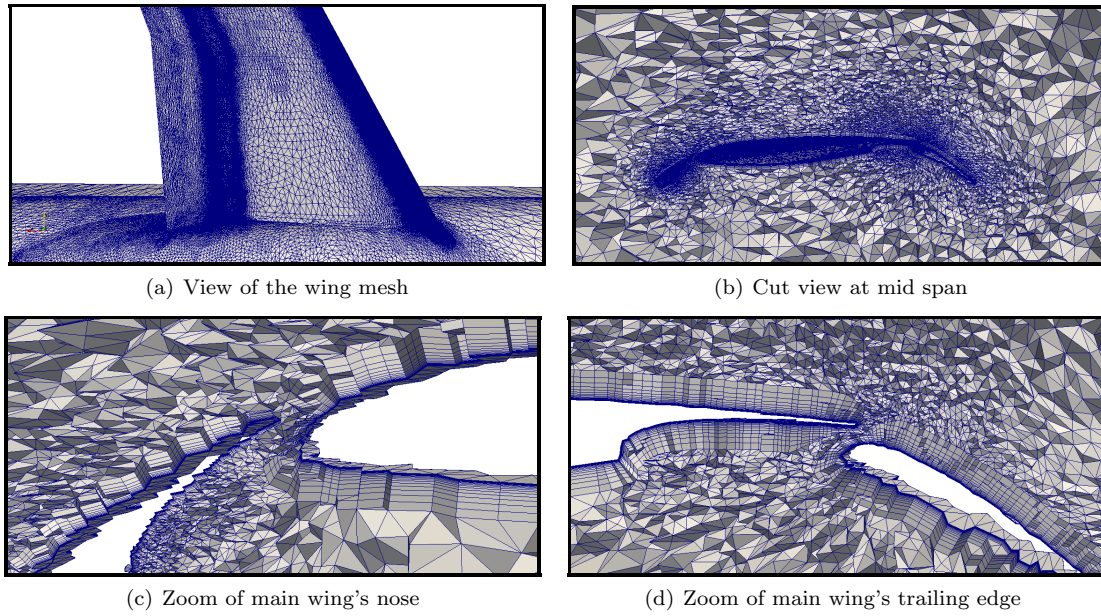 (a) View of the wing mesh
(b) Cut view at mid span
(c) Zoom of main wing's nose
(d) Zoom of main wing's trailing edge